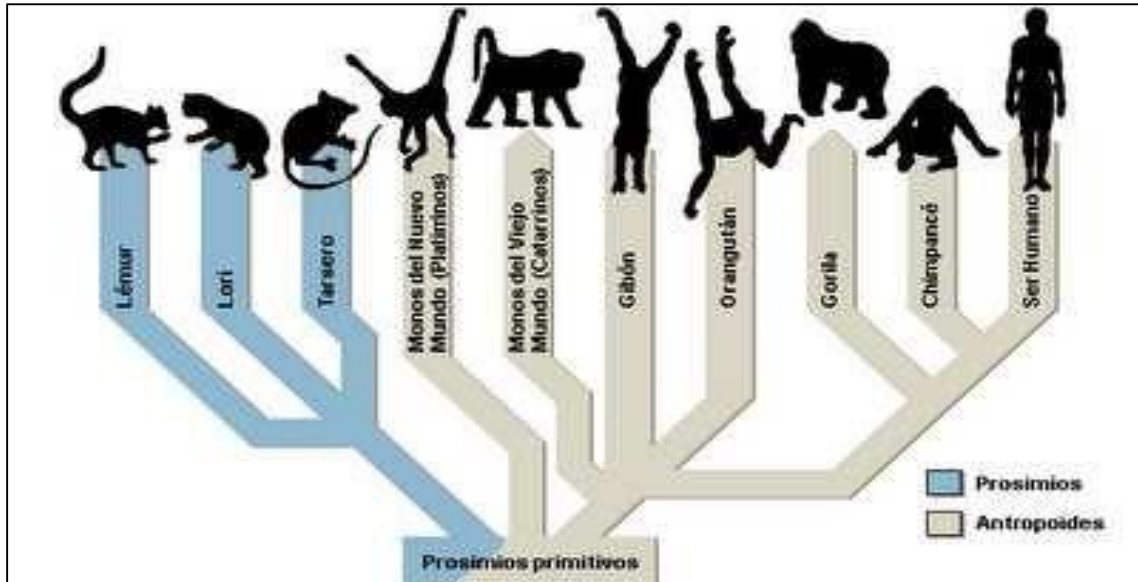 Lémur
Lori
Tarsero
Monos del Nuevo
Mundo (Platirrinos)
Monos del Viejo
Mundo (Catarrinos)
Gibón
Orangután
Gorila
Chimpancé
Ser Humano
Prosimios
Antropoides
Prosimios primitivos